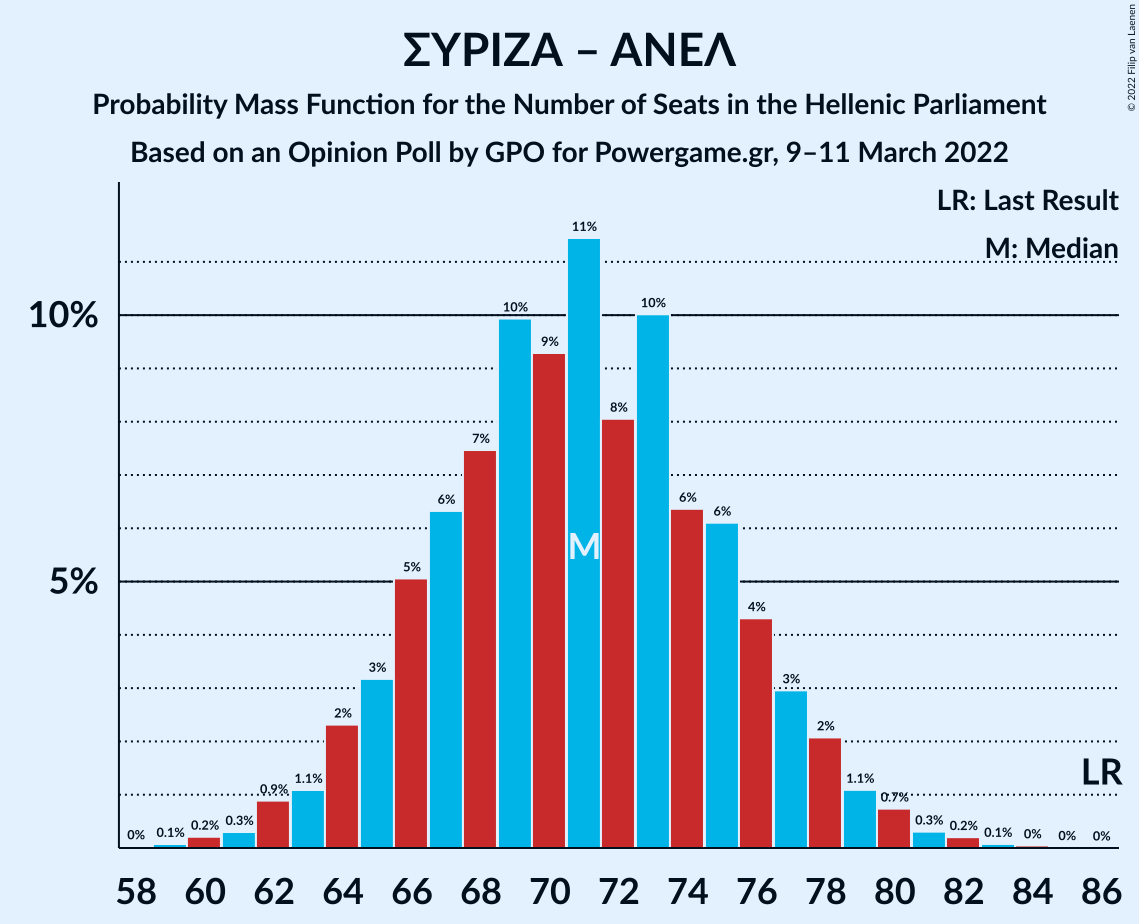 ΣΥΡΙΖΑ – ΑΝΕΛ
Probability Mass Function for the Number of Seats in the Hellenic Parliament
Based on an Opinion Poll by GPO for Powergame.gr, 9–11 March 2022
© 2022 Filip van Laenen
LR: Last Result
M: Median
10%
5%
0% 0.1% 0.2% 0.3% 0.9% 1.1% 2% 3% 5% 6% 7% 10% 9% 11% 8% 10% 6% 6% 4% 3% 2% 1.1% 0.7% 0.3% 0.2% 0.1% 0% 0% 0%
M
LR
58 60 62 64 66 68 70 72 74 76 78 80 82 84 86